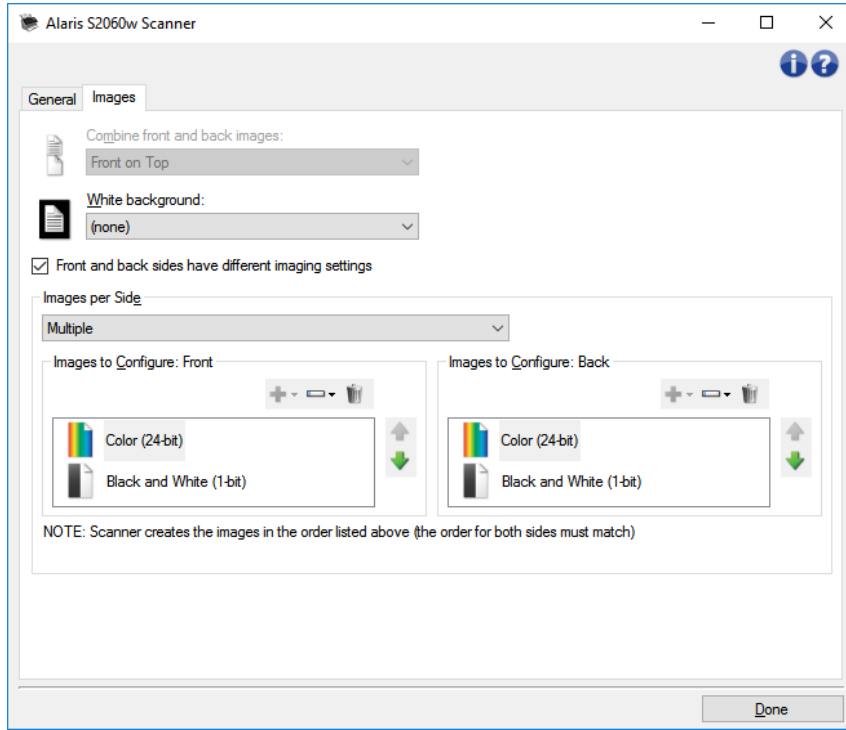 Alaris S2060w Scanner
General Images
Combine front and back images:
Front on Top
White background:
(none)
Front and back sides have different imaging settings
Images per Side
Multiple
Images to Configure: Front
Color (24-bit)
Black and White (1-bit)
Images to Configure: Back
Color (24-bit)
Black and White (1-bit)
NOTE: Scanner creates the images in the order listed above (the order for both sides must match)
Done